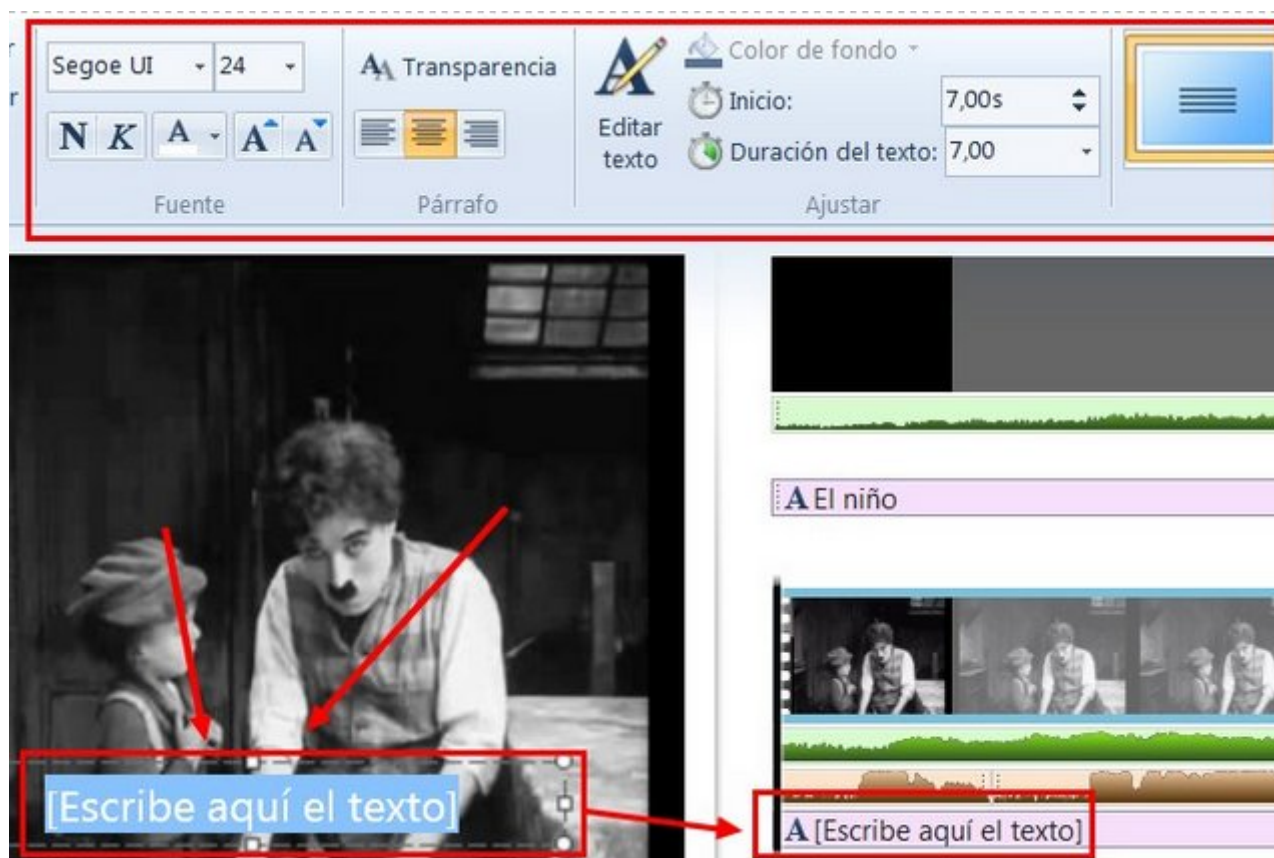 Segoe UI 24
N K A A A
Fuente
Transparencia
Párrafo
Editar
texto
Color de fondo
Inicio: 7,00s
Duración del texto: 7,00
Ajustar
A El niño
[Escribe aquí el texto]
A [Escribe aquí el texto]